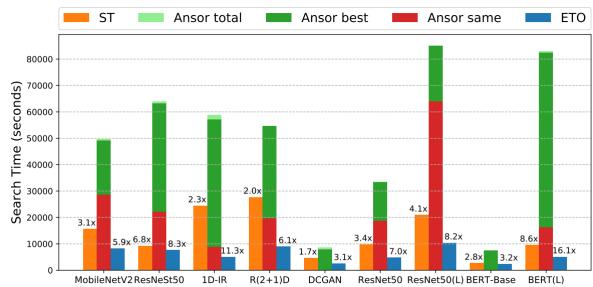 ST Ansor total Ansor best Ansor same ETO
Search Time (seconds)
80000
70000
60000
50000
40000
30000
20000
10000
0
3.1x 5.9x 6.8x 8.3x 2.3x 11.3x 2.0x 6.1x 1.7x 3.1x 3.4x 7.0x 4.1x 8.2x 2.8x 3.2x 8.6x 16.1x
MobileNetV2 ResNeSt50 1D-IR R(2+1)D DCGAN ResNet50 ResNet50(L) BERT-Base BERT(L)